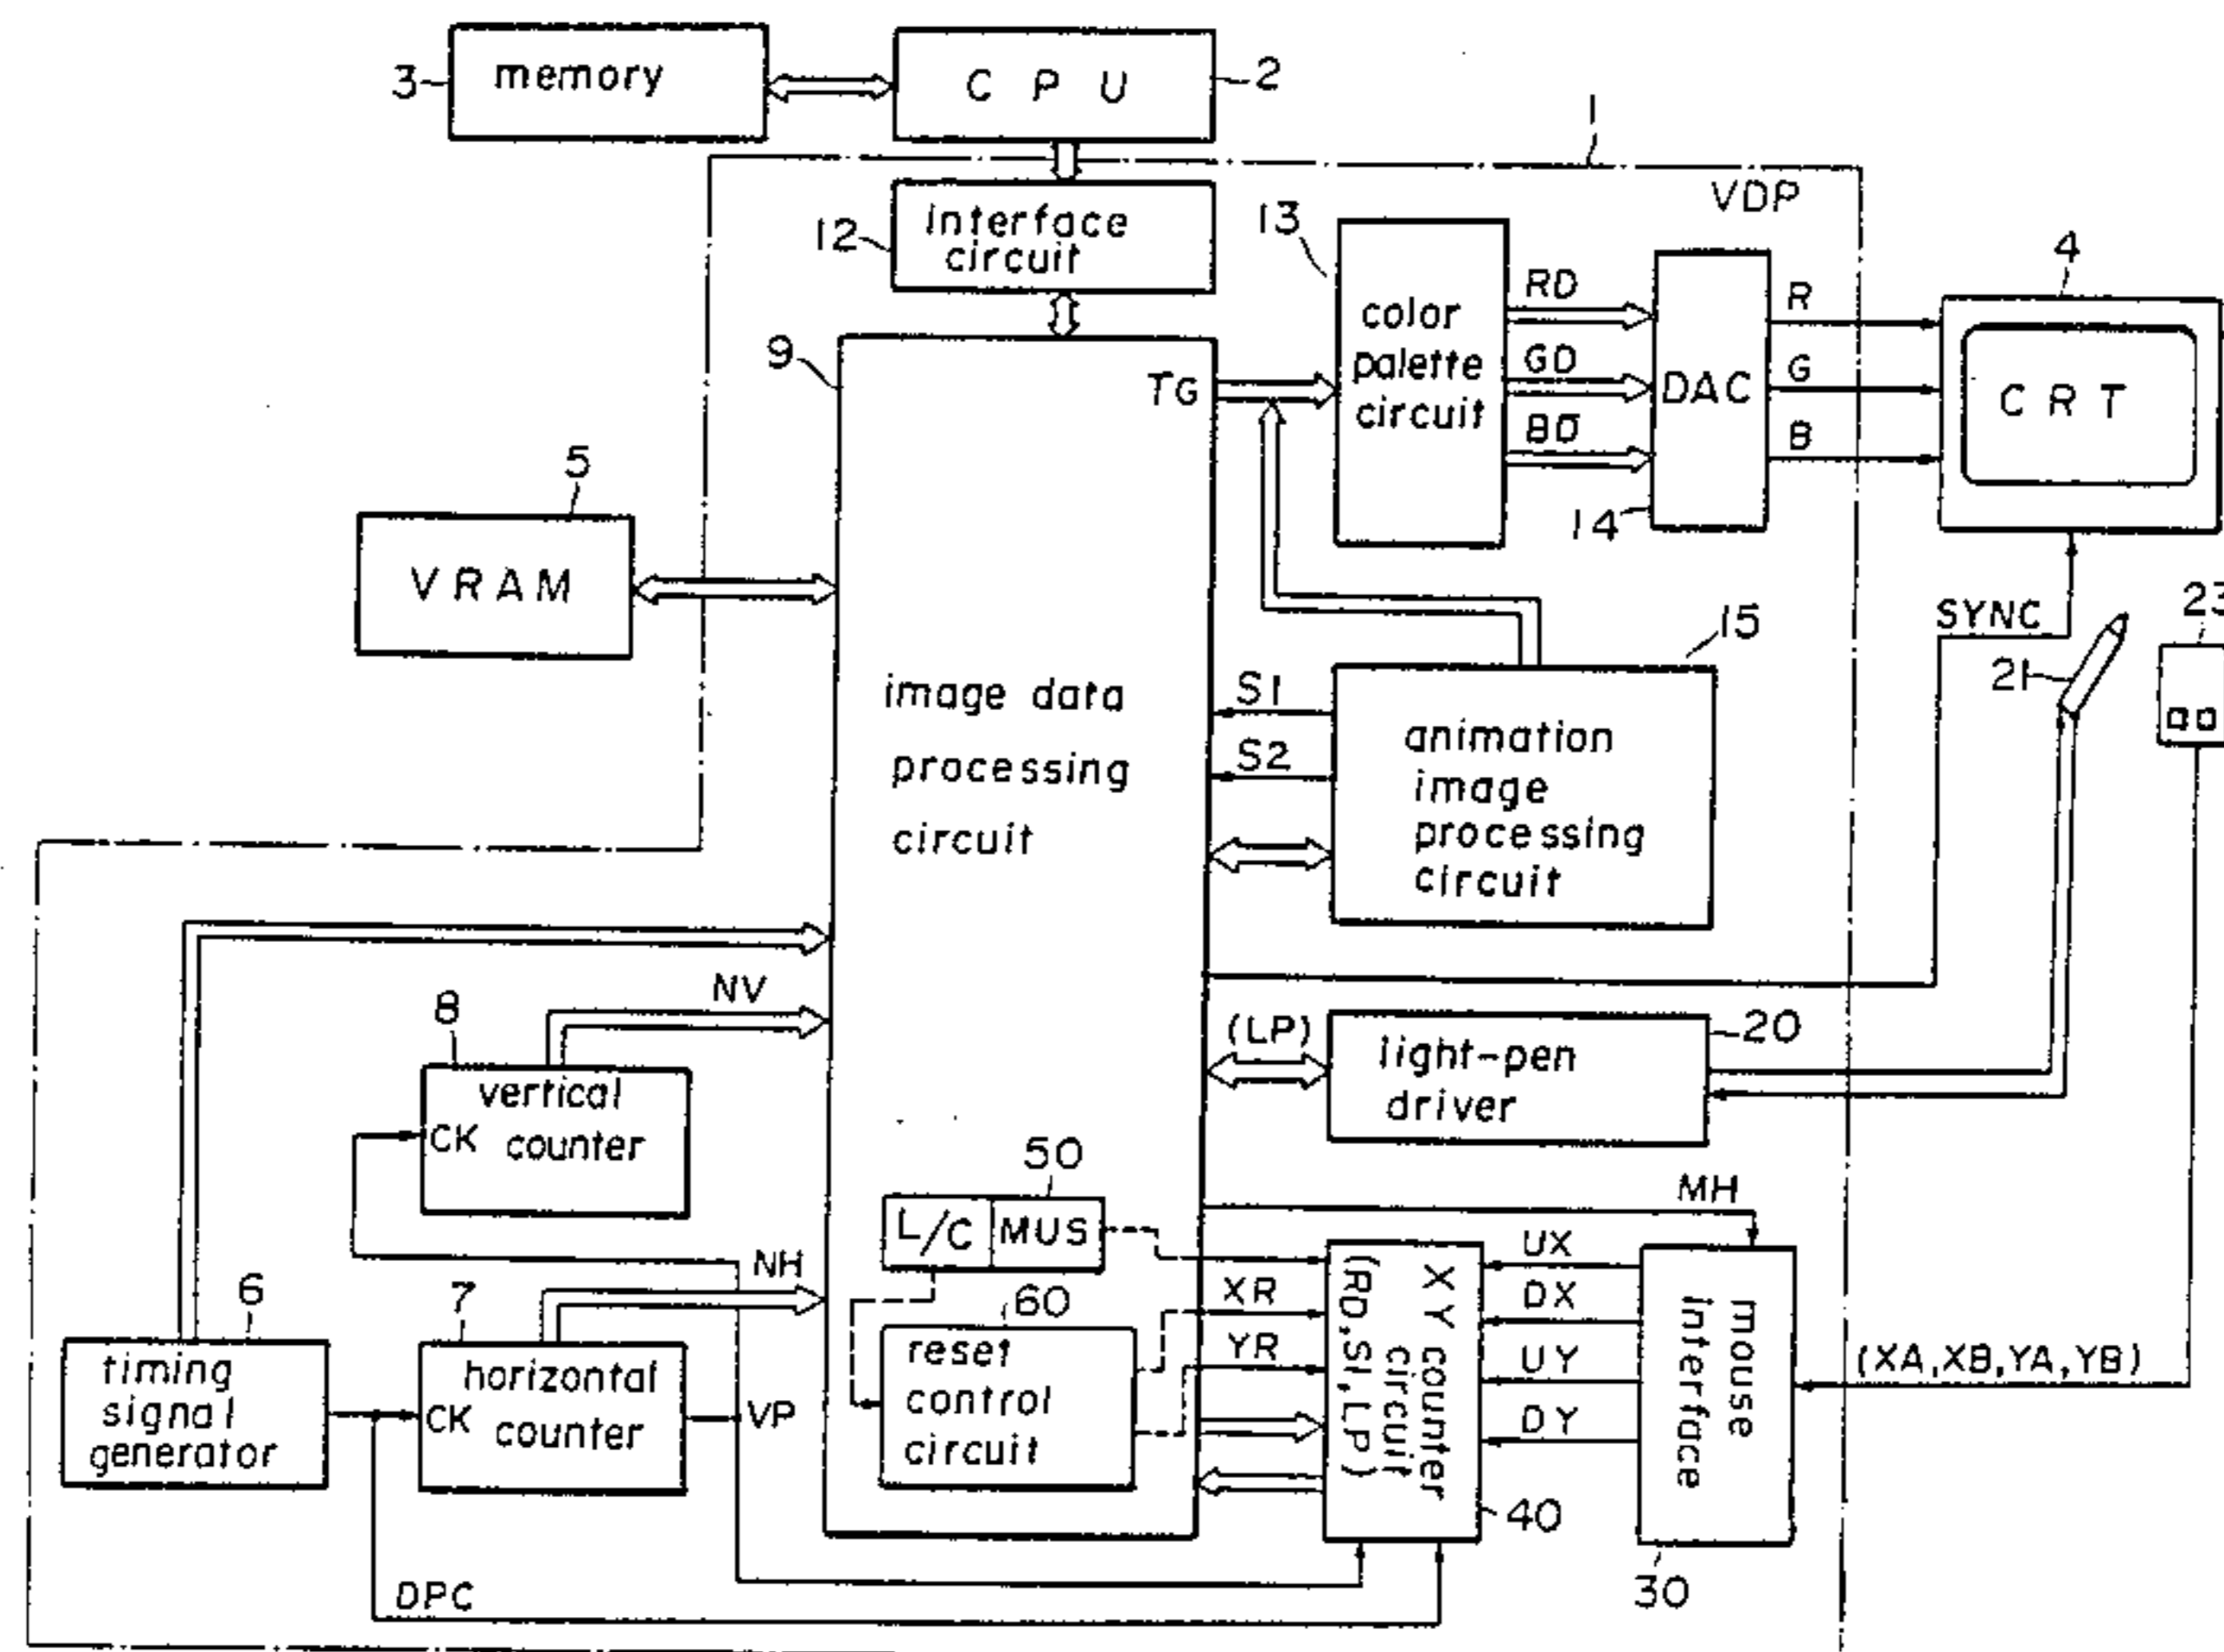 3
memory
C P U
2
1
VDP
12
interface
circuit
13
color
palette
circuit
RD
GD
BD
DAC
14
R
G
B
4
C R T
9
TG
5
V R A M
image data
processing
circuit
S1
S2
15
animation
image
processing
circuit
SYNC
21
23
NV
8
vertical
counter
CK
(LP)
20
light-pen
driver
50
L/C
MUS
MH
NH
6
timing
signal
generator
7
horizontal
counter
CK
VP
60
reset
control
circuit
XR
YR
X Y counter
circuit
(RD,SI,LP)
40
UX
DX
UY
DY
mouse
interface
30
(XA,XB,YA,YB)
DPC